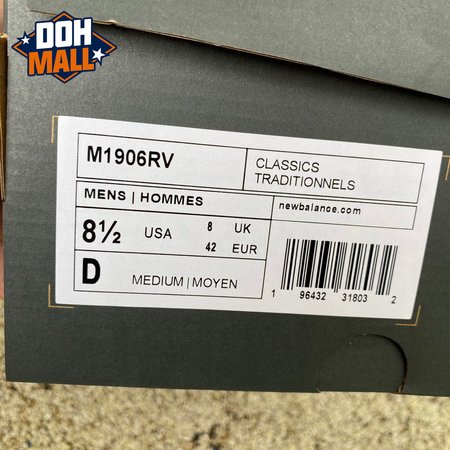 DOH
MALL
M1906RV
CLASSICS
TRADITIONNELS
MENS | HOMMES
newbalance.com
8½ USA 8 UK
42 EUR
D MEDIUM | MOYEN
1 96432 31803 2